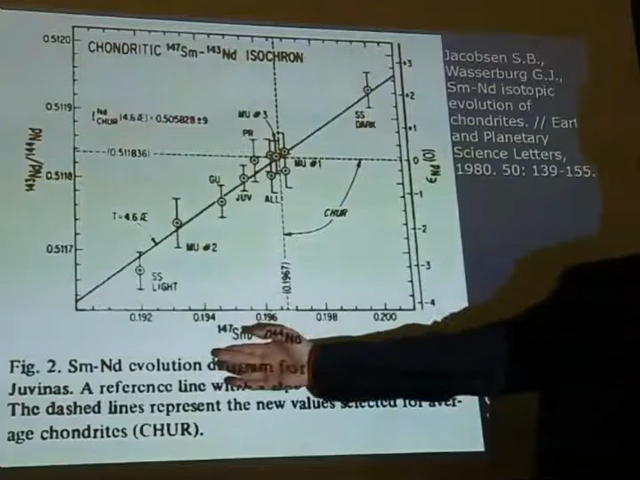 CHONDRITIC ¹⁴⁷Sm-¹⁴³Nd ISOCHRON
0.5120
0.5119
0.5118
0.5117
¹⁴³Nd/¹⁴⁴Nd
(4.6 Æ) = 0.505828 ± 9
(0.511836)
T = 4.6 Æ
SS
LIGHT
MU #2
GU
JUV
PR
ALL
MU #3
MU #1
SS
DARK
CHUR
(0.1967)
+3
+2
+1
0
-1
-2
-3
-4
εNd(0)
0.192
0.194
0.196
0.198
0.200
Jacobsen S.B.,
Wasserburg G.J.,
Sm-Nd isotopic
evolution of
chondrites. // Eart
and Planetary
Science Letters,
1980. 50: 139-155.
Fig. 2. Sm-Nd evolution
Juvinas. A reference line
The dashed lines represent the new values selected for aver-
age chondrites (CHUR).